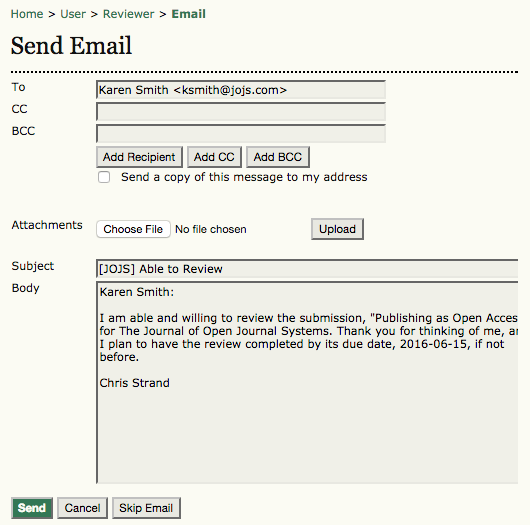 Home > User > Reviewer > Email
Send Email
To
Karen Smith <ksmith@jojs.com>
CC
BCC
Add Recipient Add CC Add BCC
Send a copy of this message to my address
Attachments
Choose File No file chosen Upload
Subject
[JOJS] Able to Review
Body
Karen Smith:
I am able and willing to review the submission, "Publishing as Open
for The Journal of Open Journal Systems. Thank you for thinking of me,
I plan to have the review completed by its due date, 2016-06-15, if not
before.
Chris Strand
Send Cancel Skip Email